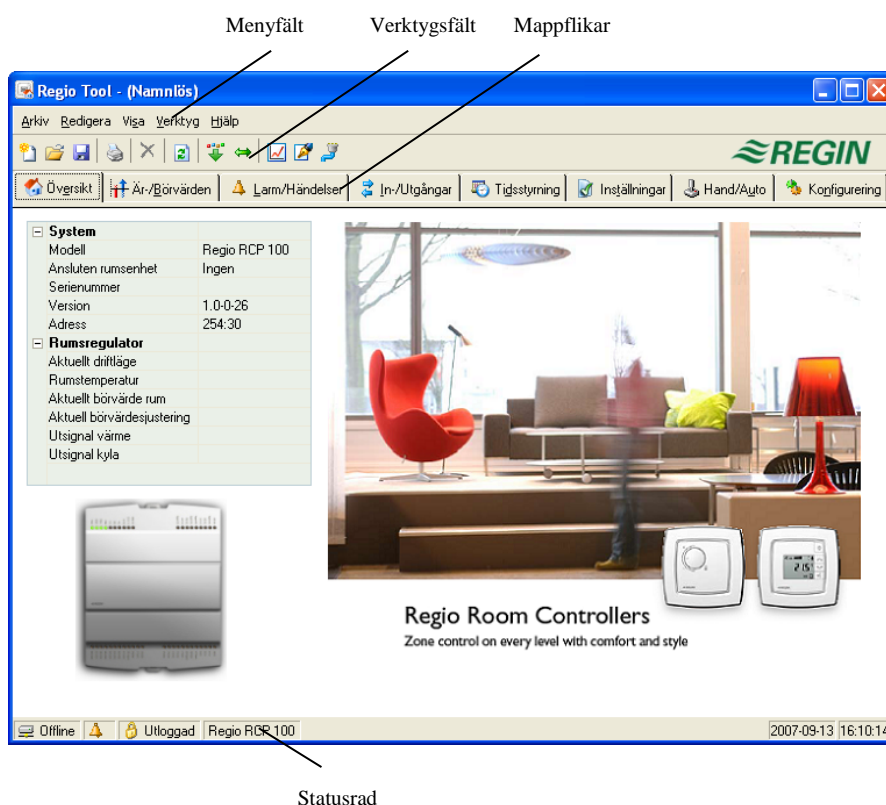 Menyfält Verktygsfält Mappflikar
Regio Tool - (Namnlös)
Arkiv Redigera Visa Verktyg Hjälp
REGIN
Översikt Är-/Börvärden Larm/Händelser In-/Utgångar Tidsstyrning Inställningar Hand/Auto Konfigurering
System
Modell Regio RCP 100
Ansluten rumsenhet Ingen
Serienummer
Version 1.0-0-26
Adress 254:30
Rumsregulator
Aktuellt driftläge
Rumstemperatur
Aktuellt börvärde rum
Aktuell börvärdesjustering
Utsignal värme
Utsignal kyla
Regio Room Controllers
Zone control on every level with comfort and style
Offline Utloggad Regio RCP 100 2007-09-13 16:10:14
Statusrad